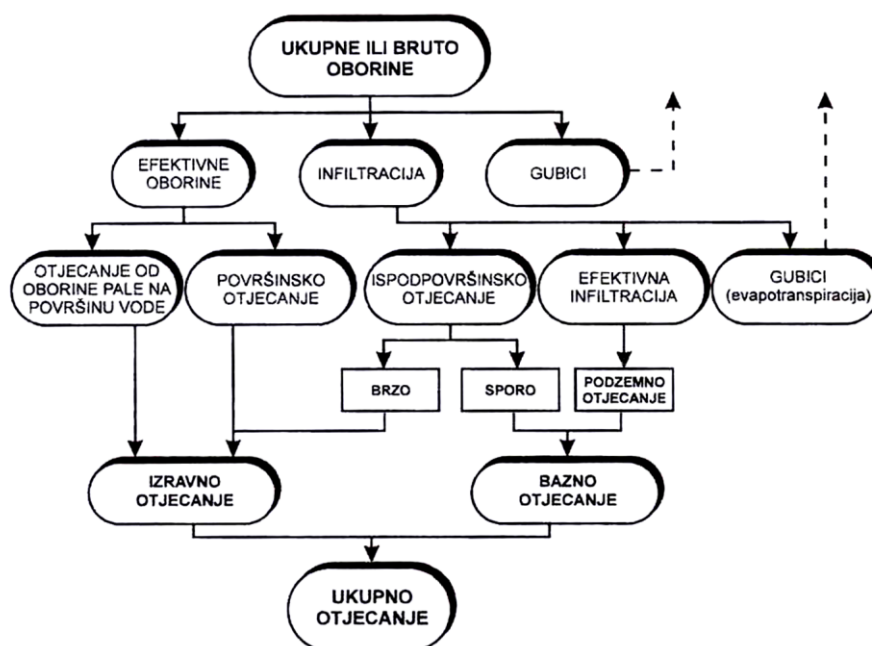 UKUPNE ILI BRUTO
OBORINE
EFEKTIVNE
OBORINE
INFILTRACIJA
GUBICI
OTJECANJE OD
OBORINE PALE NA
POVRŠINU VODE
POVRŠINSKO
OTJECANJE
ISPODPOVRŠINSKO
OTJECANJE
EFEKTIVNA
INFILTRACIJA
GUBICI
(evapotranspiracija)
BRZO
SPORO
PODZEMNO
OTJECANJE
IZRAVNO
OTJECANJE
BAZNO
OTJECANJE
UKUPNO
OTJECANJE